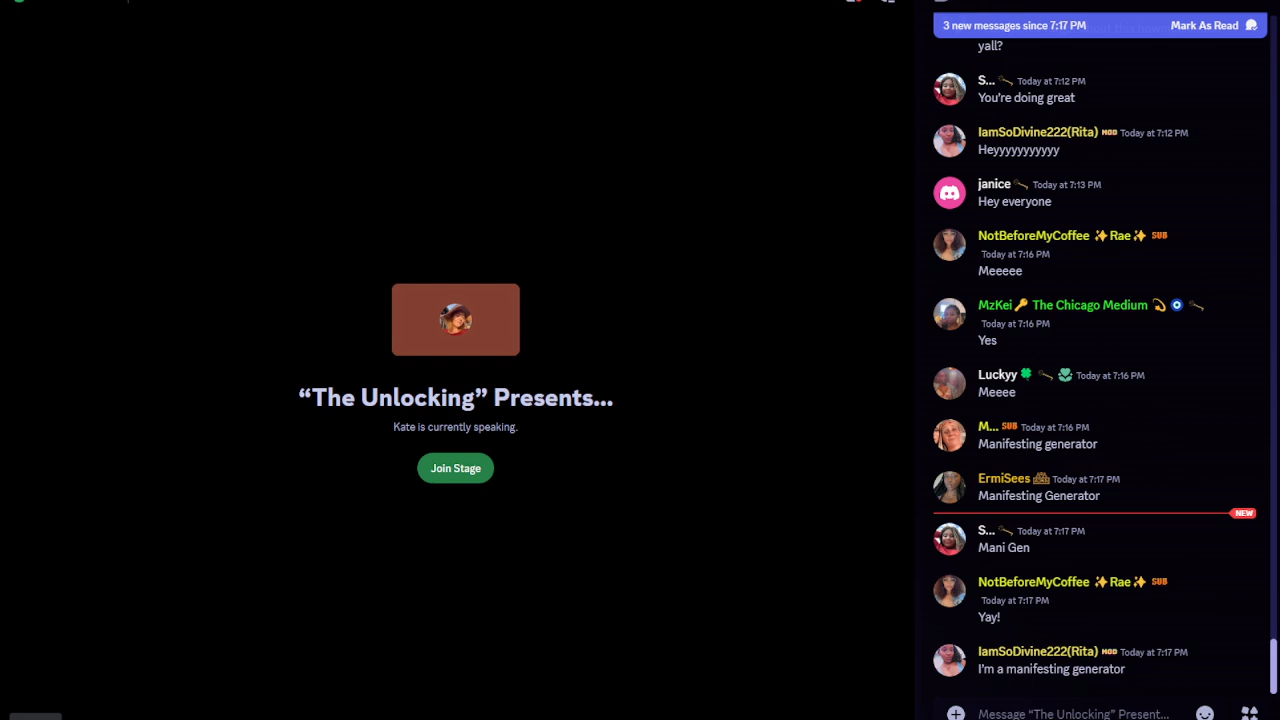 “The Unlocking” Presents...
Kate is currently speaking.
Join Stage
3 new messages since 7:17 PM Mark As Read
yall?
S... Today at 7:12 PM
You're doing great
IamSoDivine222(Rita) MOD Today at 7:12 PM
Heyyyyyyyyyyy
janice Today at 7:13 PM
Hey everyone
NotBeforeMyCoffee ✨Rae✨ SUB
Today at 7:16 PM
Meeeee
MzKei🔑 The Chicago Medium 💫 🧿
Today at 7:16 PM
Yes
Luckyy🍀 Today at 7:16 PM
Meeee
M... SUB Today at 7:16 PM
Manifesting generator
ErmiSees Today at 7:17 PM
Manifesting Generator
NEW
S... Today at 7:17 PM
Mani Gen
NotBeforeMyCoffee ✨Rae✨ SUB
Today at 7:17 PM
Yay!
IamSoDivine222(Rita) MOD Today at 7:17 PM
I'm a manifesting generator
Message “The Unlocking” Present...